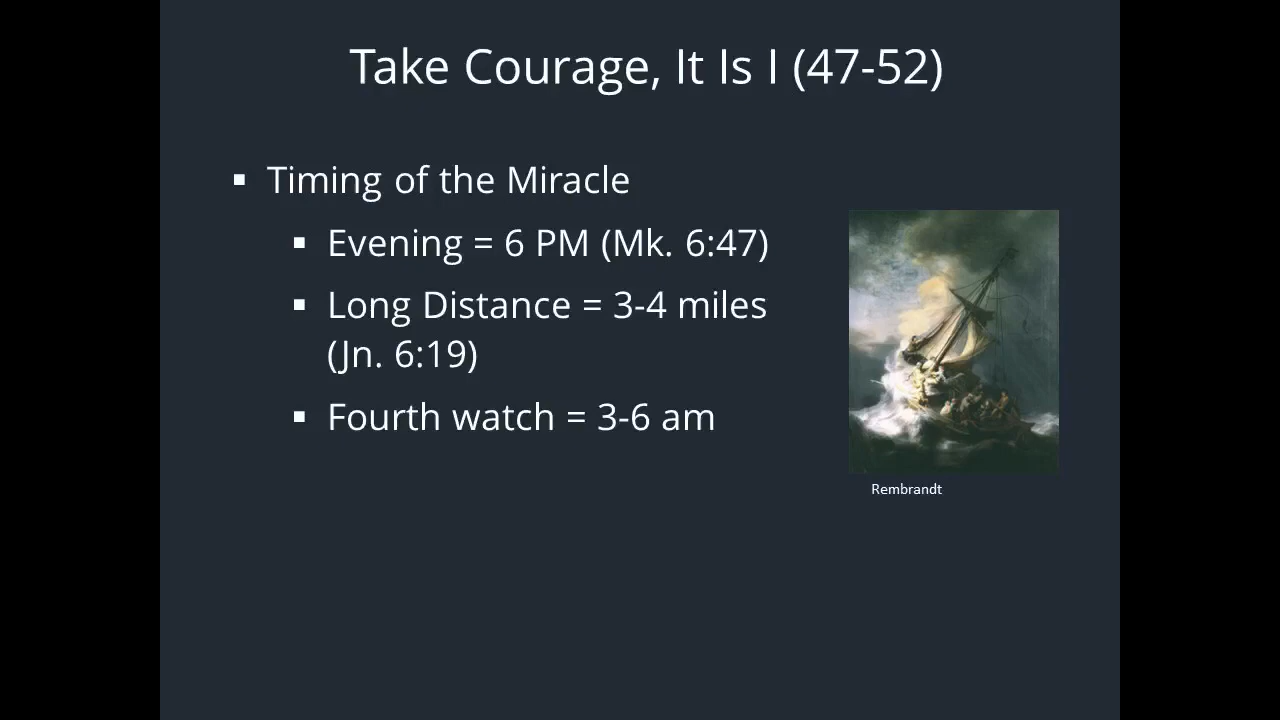 Take Courage, It Is I (47-52)
▪ Timing of the Miracle
▪ Evening = 6 PM (Mk. 6:47)
▪ Long Distance = 3-4 miles
(Jn. 6:19)
▪ Fourth watch = 3-6 am
Rembrandt